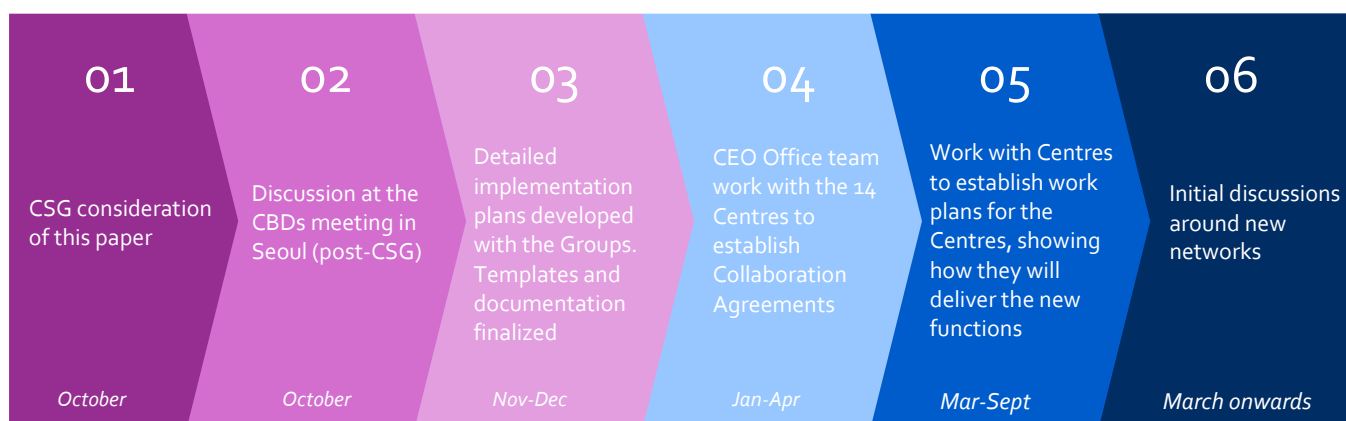 01
CSG consideration
of this paper
October
02
Discussion at the
CBDs meeting in
Seoul (post-CSG)
October
03
Detailed
implementation
plans developed
with the Groups.
Templates and
documentation
finalized
Nov-Dec
04
CEO Office team
work with the 14
Centres to
establish
Collaboration
Agreements
Jan-Apr
05
Work with Centres
to establish work
plans for the
Centres, showing
how they will
deliver the new
functions
Mar-Sept
06
Initial discussions
around new
networks
March onwards